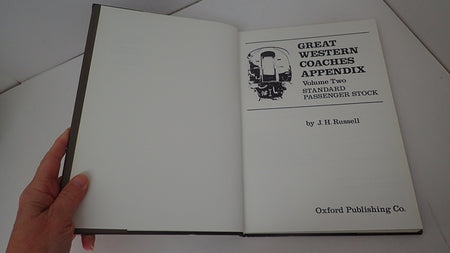 GREAT
WESTERN
COACHES
APPENDIX
Volume Two
STANDARD
PASSENGER STOCK
by J.H. Russell
Oxford Publishing Co.